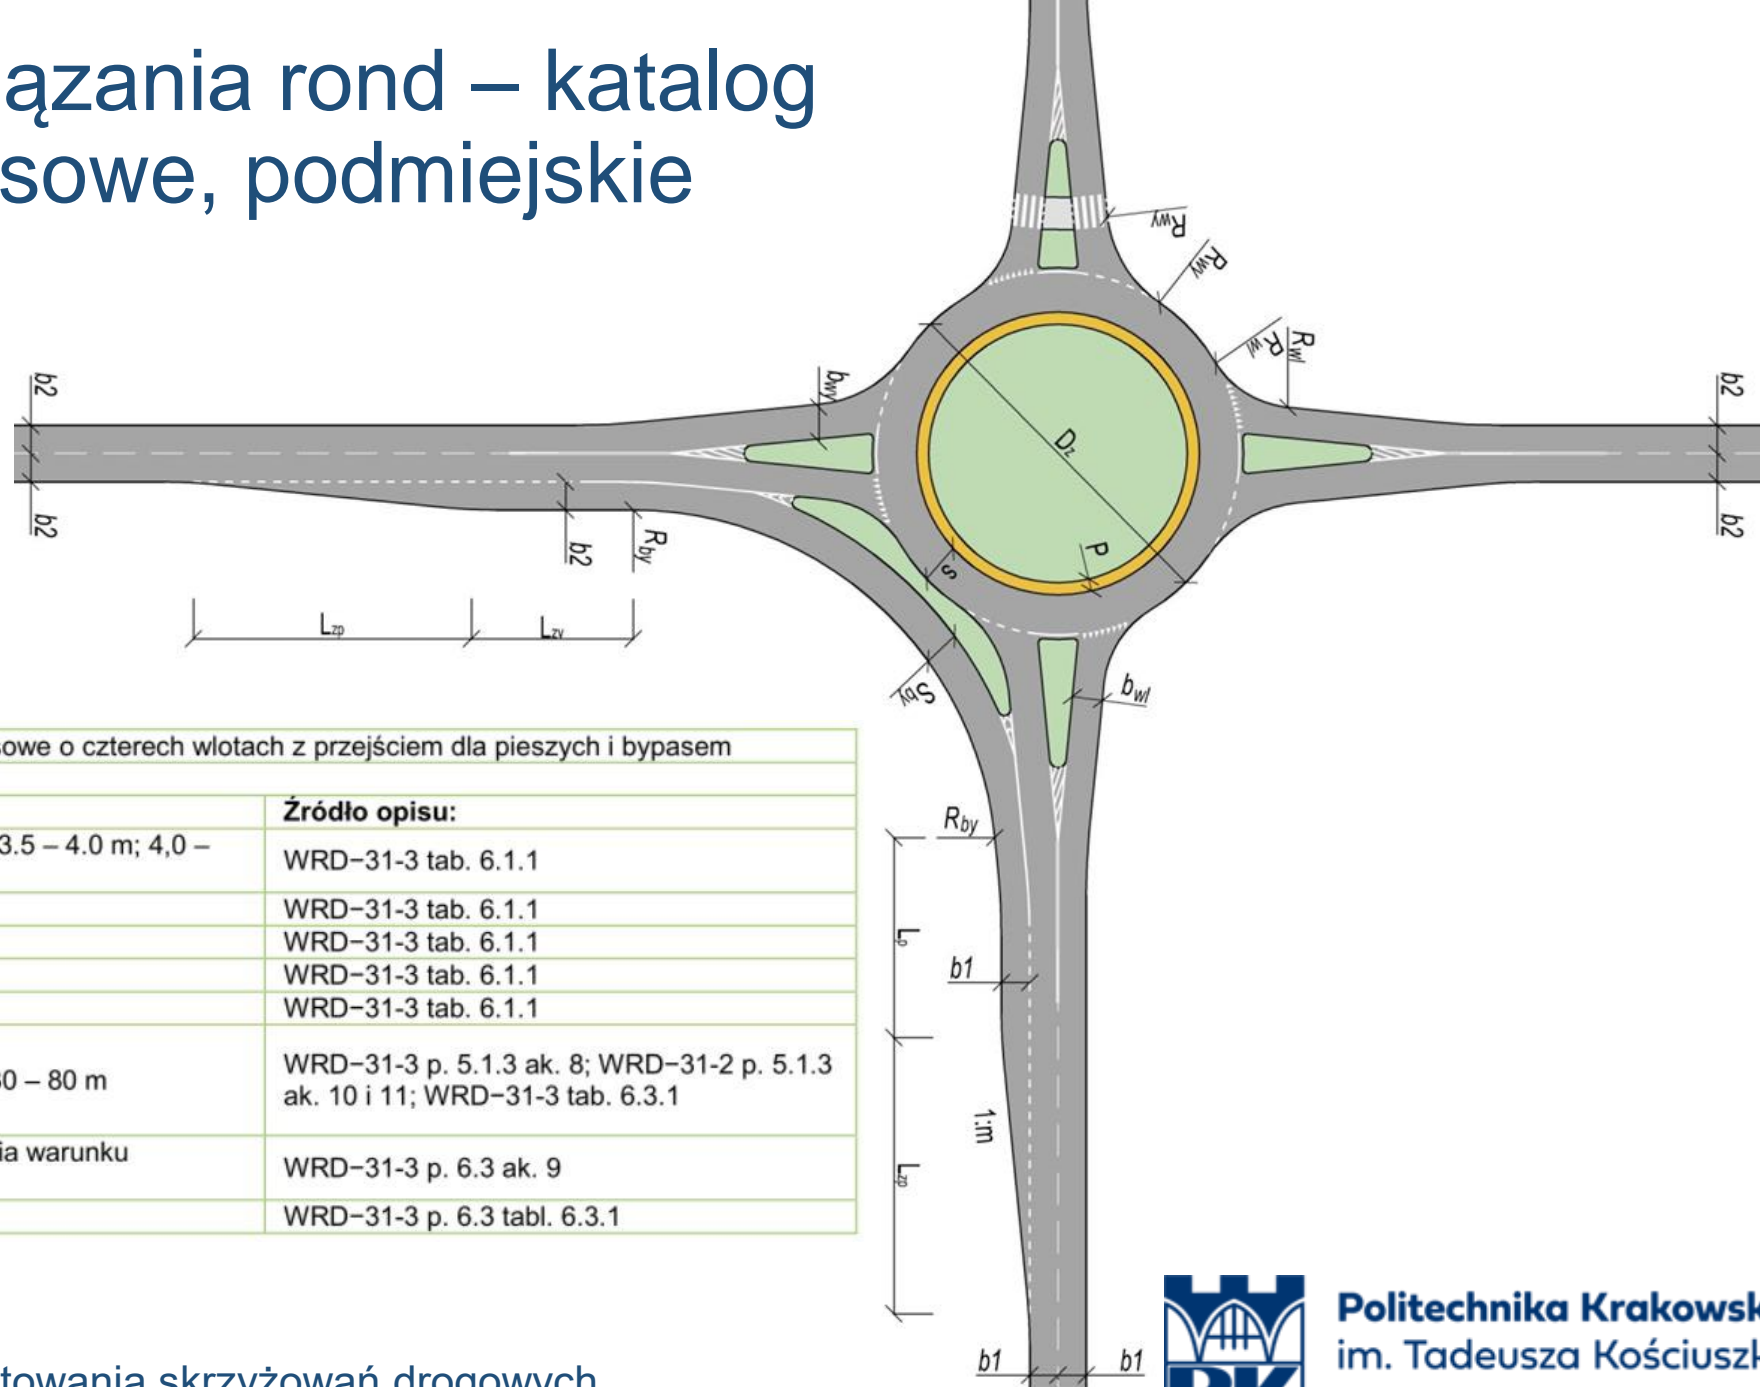 ązania rond – katalog
sowe, podmiejskie
Rwy
Rwy
Rwl
Rwl
b2
bwy
b2
Dz
b2
b2
b2
Rby
P
s
Lzp
Lzv
Sby
bwl
sowe o czterech wlotach z przejściem dla pieszych i bypasem
Źródło opisu:
3.5 – 4.0 m; 4,0 –
WRD–31-3 tab. 6.1.1
WRD–31-3 tab. 6.1.1
WRD–31-3 tab. 6.1.1
WRD–31-3 tab. 6.1.1
WRD–31-3 tab. 6.1.1
0 – 80 m
WRD–31-3 p. 5.1.3 ak. 8; WRD–31-2 p. 5.1.3
ak. 10 i 11; WRD–31-3 tab. 6.3.1
ia warunku
WRD–31-3 p. 6.3 ak. 9
WRD–31-3 p. 6.3 tabl. 6.3.1
Rby
Lp
b1
1:m
Lzp
b1
b1
towania skrzyżowań drogowych
PK
Politechnika Krakowsk
im. Tadeusza Kościuszk